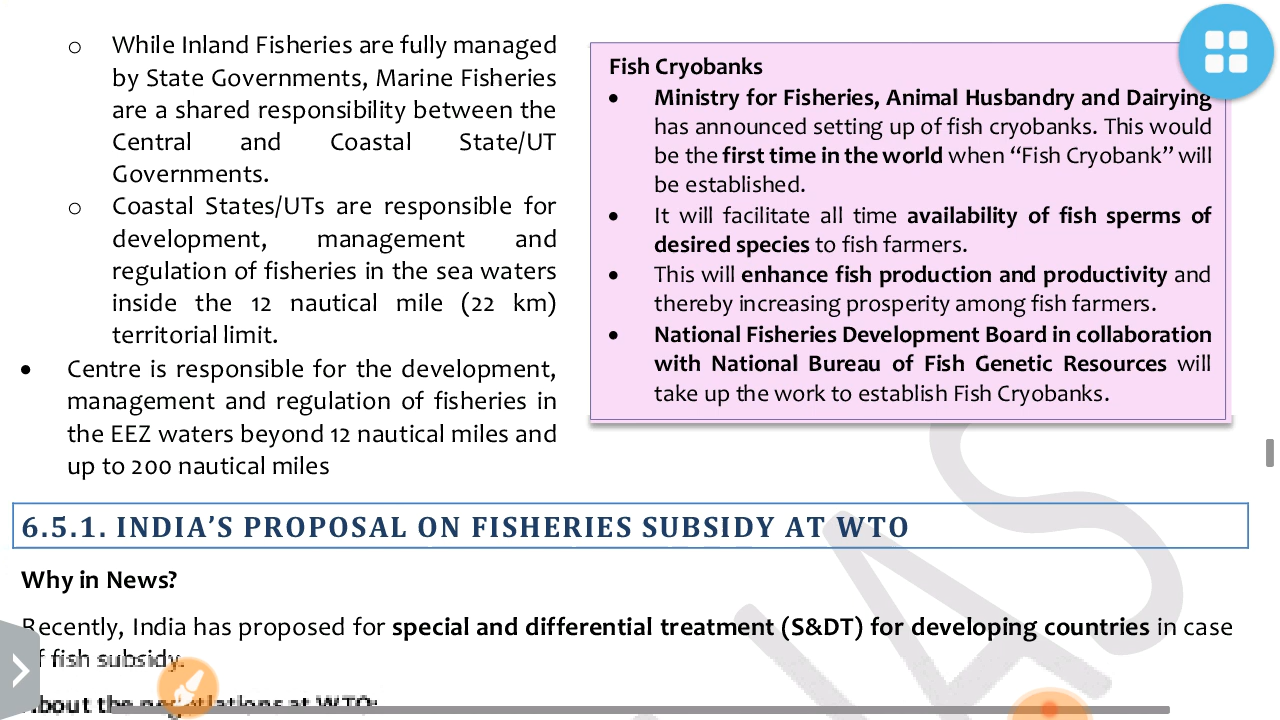 o While Inland Fisheries are fully managed
by State Governments, Marine Fisheries
are a shared responsibility between the
Central and Coastal State/UT
Governments.
o Coastal States/UTs are responsible for
development, management and
regulation of fisheries in the sea waters
inside the 12 nautical mile (22 km)
territorial limit.
• Centre is responsible for the development,
management and regulation of fisheries in
the EEZ waters beyond 12 nautical miles and
up to 200 nautical miles
Fish Cryobanks
• Ministry for Fisheries, Animal Husbandry and Dairying
has announced setting up of fish cryobanks. This would
be the first time in the world when “Fish Cryobank” will
be established.
• It will facilitate all time availability of fish sperms of
desired species to fish farmers.
• This will enhance fish production and productivity and
thereby increasing prosperity among fish farmers.
• National Fisheries Development Board in collaboration
with National Bureau of Fish Genetic Resources will
take up the work to establish Fish Cryobanks.
6.5.1. INDIA’S PROPOSAL ON FISHERIES SUBSIDY AT WTO
Why in News?
Recently, India has proposed for special and differential treatment (S&DT) for developing countries in case
of fish subsidy.
About the negotiations at WTO:
IAS